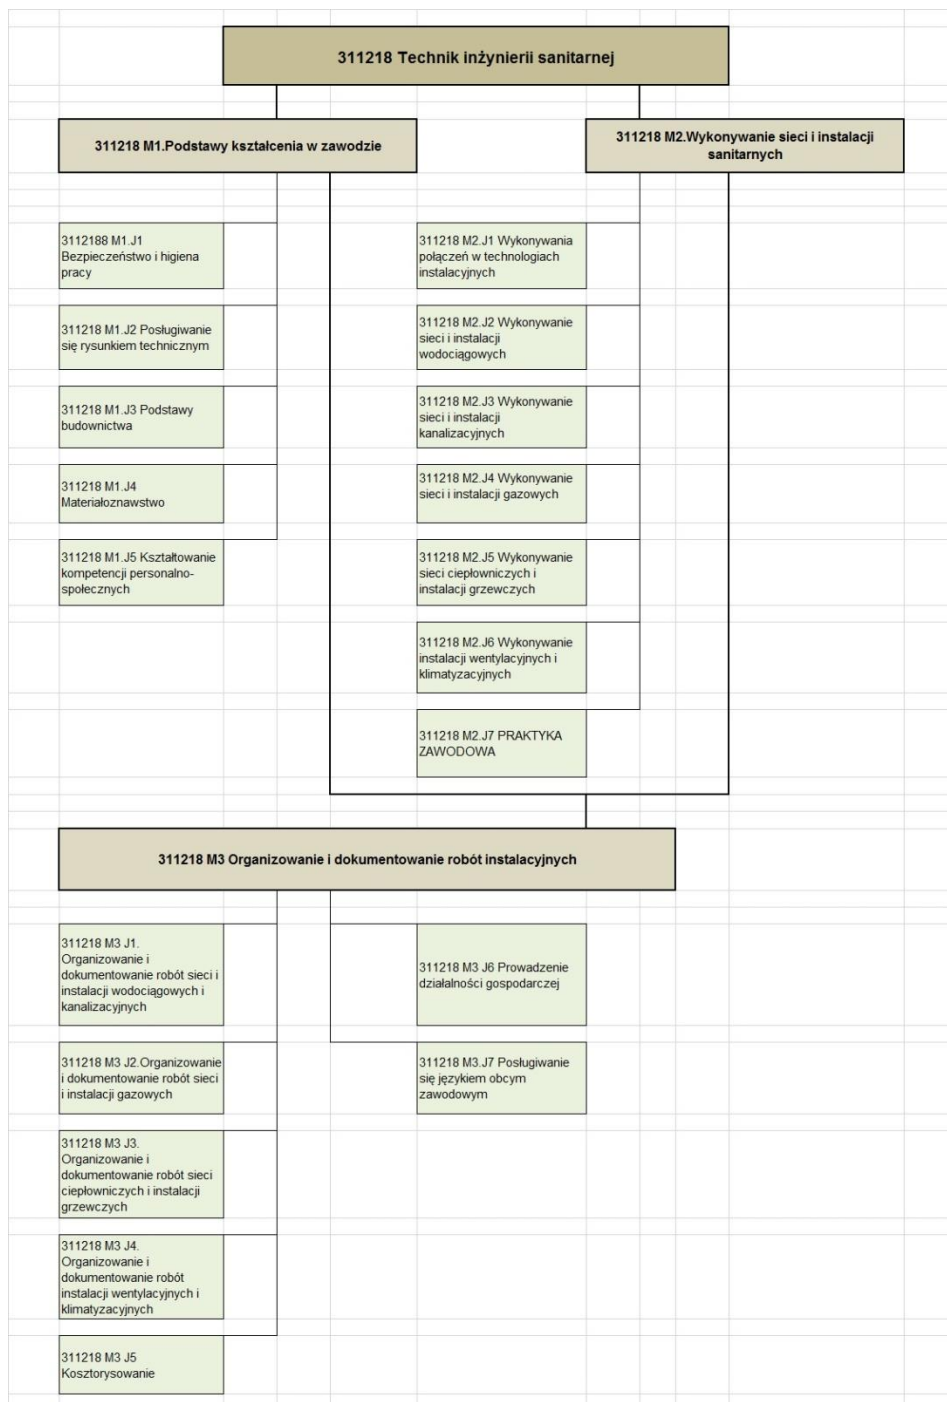 311218 Technik inżynierii sanitarnej
311218 M1.Podstawy kształcenia w zawodzie
311218 M2.Wykonywanie sieci i instalacji
sanitarnych
3112188 M1.J1
Bezpieczeństwo i higiena
pracy
311218 M1.J2 Posługiwanie
się rysunkiem technicznym
311218 M1.J3 Podstawy
budownictwa
311218 M1.J4
Materiałoznawstwo
311218 M1.J5 Kształtowanie
kompetencji personalno-
społecznych
311218 M2.J1 Wykonywania
połączeń w technologiach
instalacyjnych
311218 M2.J2 Wykonywanie
sieci i instalacji
wodociągowych
311218 M2.J3 Wykonywanie
sieci i instalacji
kanalizacyjnych
311218 M2.J4 Wykonywanie
sieci i instalacji gazowych
311218 M2.J5 Wykonywanie
sieci ciepłowniczych i
instalacji grzewczych
311218 M2.J6 Wykonywanie
instalacji wentylacyjnych i
klimatyzacyjnych
311218 M2.J7 PRAKTYKA
ZAWODOWA
311218 M3 Organizowanie i dokumentowanie robót instalacyjnych
311218 M3 J1.
Organizowanie i
dokumentowanie robót sieci i
instalacji wodociągowych i
kanalizacyjnych
311218 M3 J2.Organizowanie
i dokumentowanie robót sieci
i instalacji gazowych
311218 M3 J3.
Organizowanie i
dokumentowanie robót sieci
ciepłowniczych i instalacji
grzewczych
311218 M3 J4.
Organizowanie i
dokumentowanie robót
instalacji wentylacyjnych i
klimatyzacyjnych
311218 M3 J5
Kosztorysowanie
311218 M3 J6 Prowadzenie
działalności gospodarczej
311218 M3.J7 Posługiwanie
się językiem obcym
zawodowym